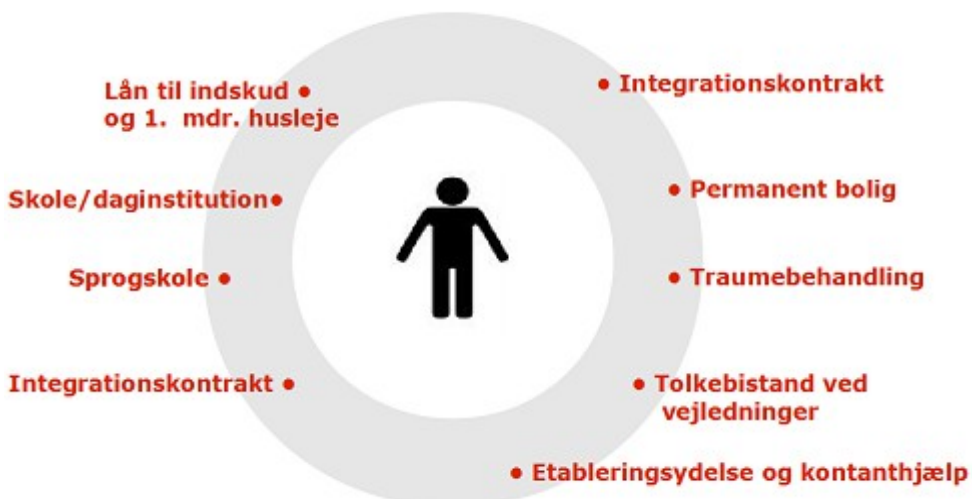 Lån til indskud •
og 1. mdr. husleje
• Integrationskontrakt
Skole/daginstitution•
• Permanent bolig
Sprogskole •
• Traumebehandling
Integrationskontrakt •
• Tolkebistand ved
vejledninger
• Etableringsydelse og kontanthjælp